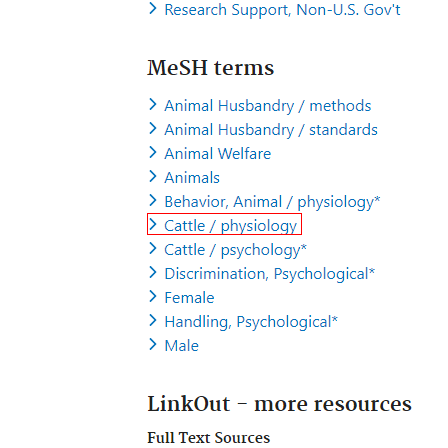 Research Support, Non-U.S. Gov't
MeSH terms
Animal Husbandry / methods
Animal Husbandry / standards
Animal Welfare
Animals
Behavior, Animal / physiology*
Cattle / physiology
Cattle / psychology*
Discrimination, Psychological*
Female
Handling, Psychological*
Male
LinkOut - more resources
Full Text Sources